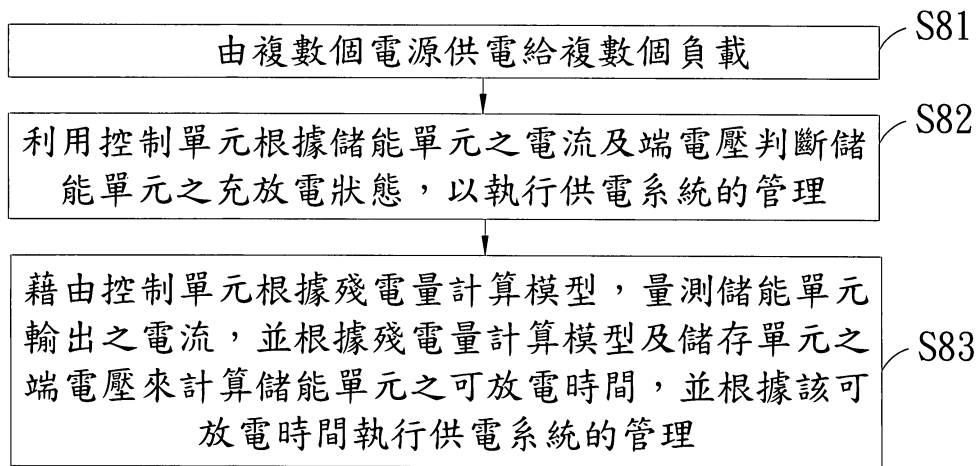 由複數個電源供電給複數個負載
S81
利用控制單元根據儲能單元之電流及端電壓判斷儲
能單元之充放電狀態，以執行供電系統的管理
S82
藉由控制單元根據殘電量計算模型，量測儲能單元
輸出之電流，並根據殘電量計算模型及儲存單元之
端電壓來計算儲能單元之可放電時間，並根據該可
放電時間執行供電系統的管理
S83